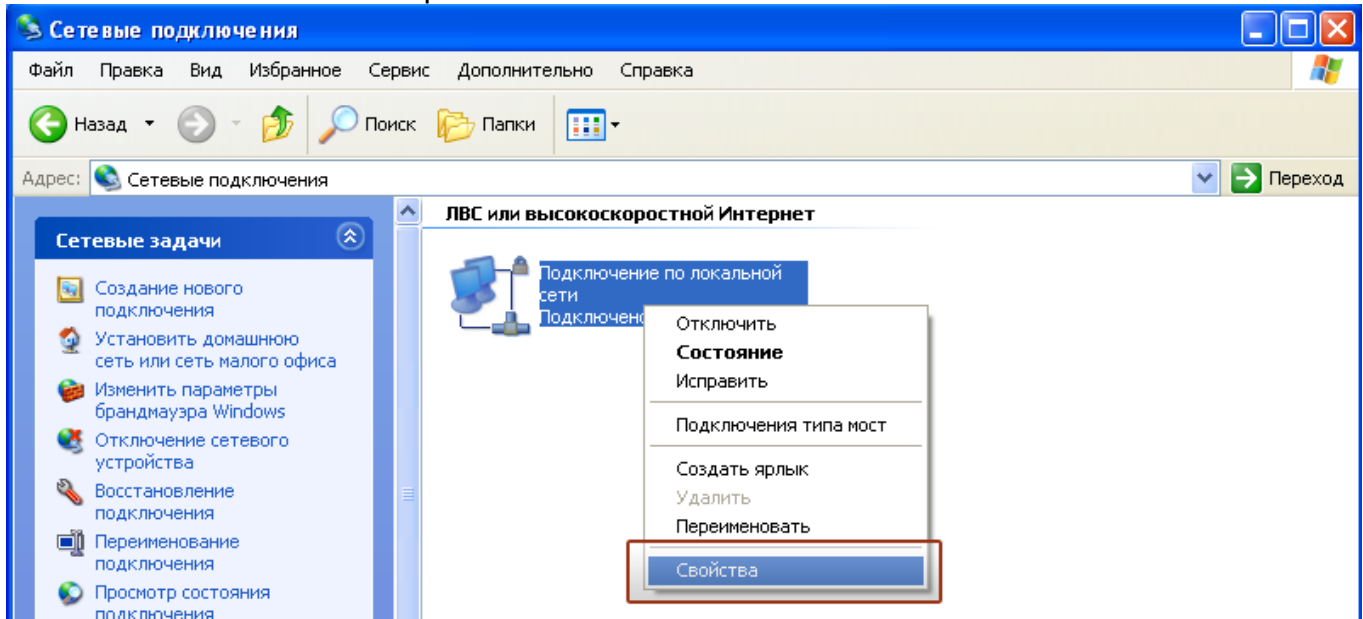 Сетевые подключения
Файл Правка Вид Избранное Сервис Дополнительно Справка
Назад Поиск Папки
Адрес: Сетевые подключения Переход
ЛВС или высокоскоростной Интернет
Сетевые задачи
Создание нового
подключения
Установить домашнюю
сеть или сеть малого офиса
Изменить параметры
брандмауэра Windows
Отключение сетевого
устройства
Восстановление
подключения
Переименование
подключения
Просмотр состояния
подключения
Подключение по локальной
сети
Подключено
Отключить
Состояние
Исправить
Подключения типа мост
Создать ярлык
Удалить
Переименовать
Свойства